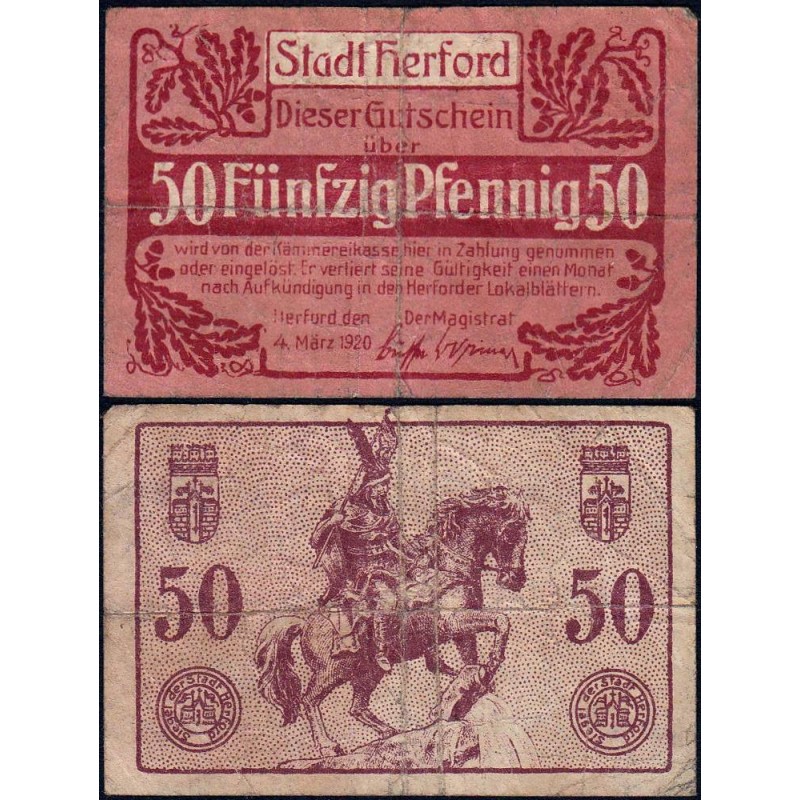 Stadt Herford
Dieser Gutschein
über
50 Fünfzig Pfennig 50
wird von der Kämmereikasse hier in Zahlung genommen
oder eingelöst. Er verliert seine Gültigkeit einen Monat
nach Aufkündigung in den Herforder Lokalblättern.
Herford den Der Magistrat
4. März 1920
50 50
Siegel der Stadt Herford Siegel der Stadt Herford